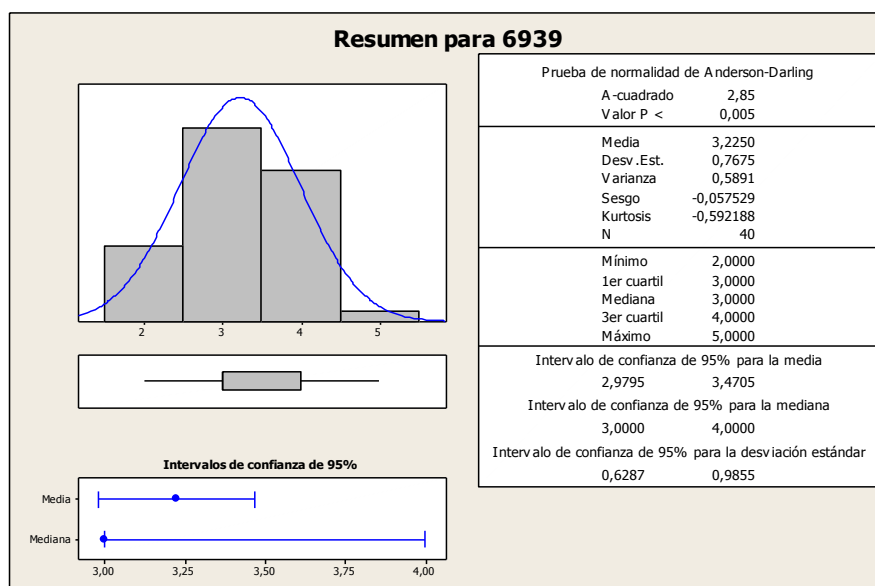 Resumen para 6939
2 3 4 5
Intervalos de confianza de 95%
Media
Mediana
3,00 3,25 3,50 3,75 4,00
Prueba de normalidad de Anderson-Darling
A-cuadrado 2,85
Valor P < 0,005
Media 3,2250
Desv.Est. 0,7675
Varianza 0,5891
Sesgo -0,057529
Kurtosis -0,592188
N 40
Mínimo 2,0000
1er cuartil 3,0000
Mediana 3,0000
3er cuartil 4,0000
Máximo 5,0000
Intervalo de confianza de 95% para la media
2,9795 3,4705
Intervalo de confianza de 95% para la mediana
3,0000 4,0000
Intervalo de confianza de 95% para la desviación estándar
0,6287 0,9855